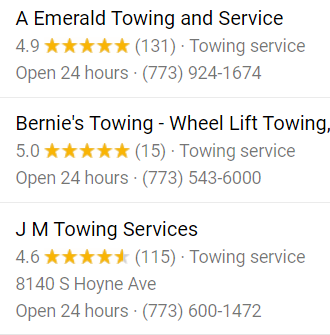 A Emerald Towing and Service
4.9 ★★★★★ (131) · Towing service
Open 24 hours · (773) 924-1674
Bernie's Towing - Wheel Lift Towing,
5.0 ★★★★★ (15) · Towing service
Open 24 hours · (773) 543-6000
J M Towing Services
4.6 ★★★★★ (115) · Towing service
8140 S Hoyne Ave
Open 24 hours · (773) 600-1472